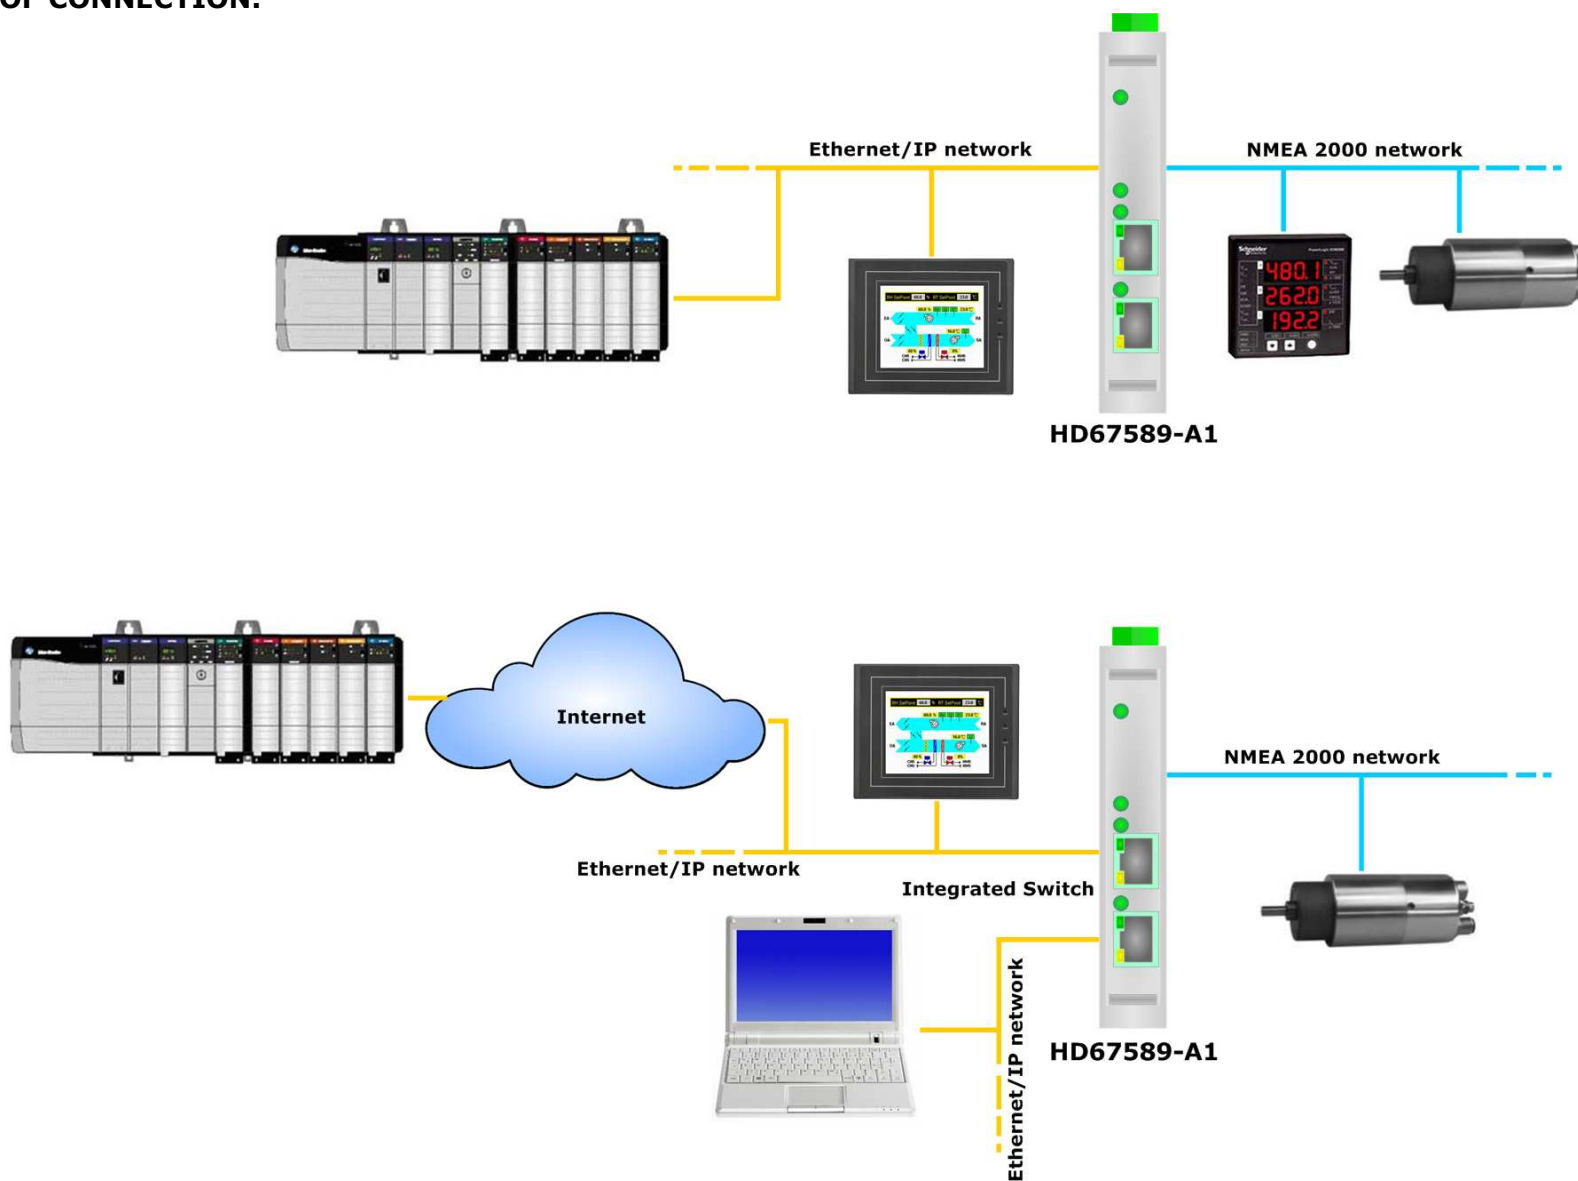 OF CONNECTION:
Ethernet/IP network
NMEA 2000 network
Schneider
480.1
262.0
192.2
HD67589-A1
Internet
NMEA 2000 network
Ethernet/IP network
Integrated Switch
Ethernet/IP network
HD67589-A1